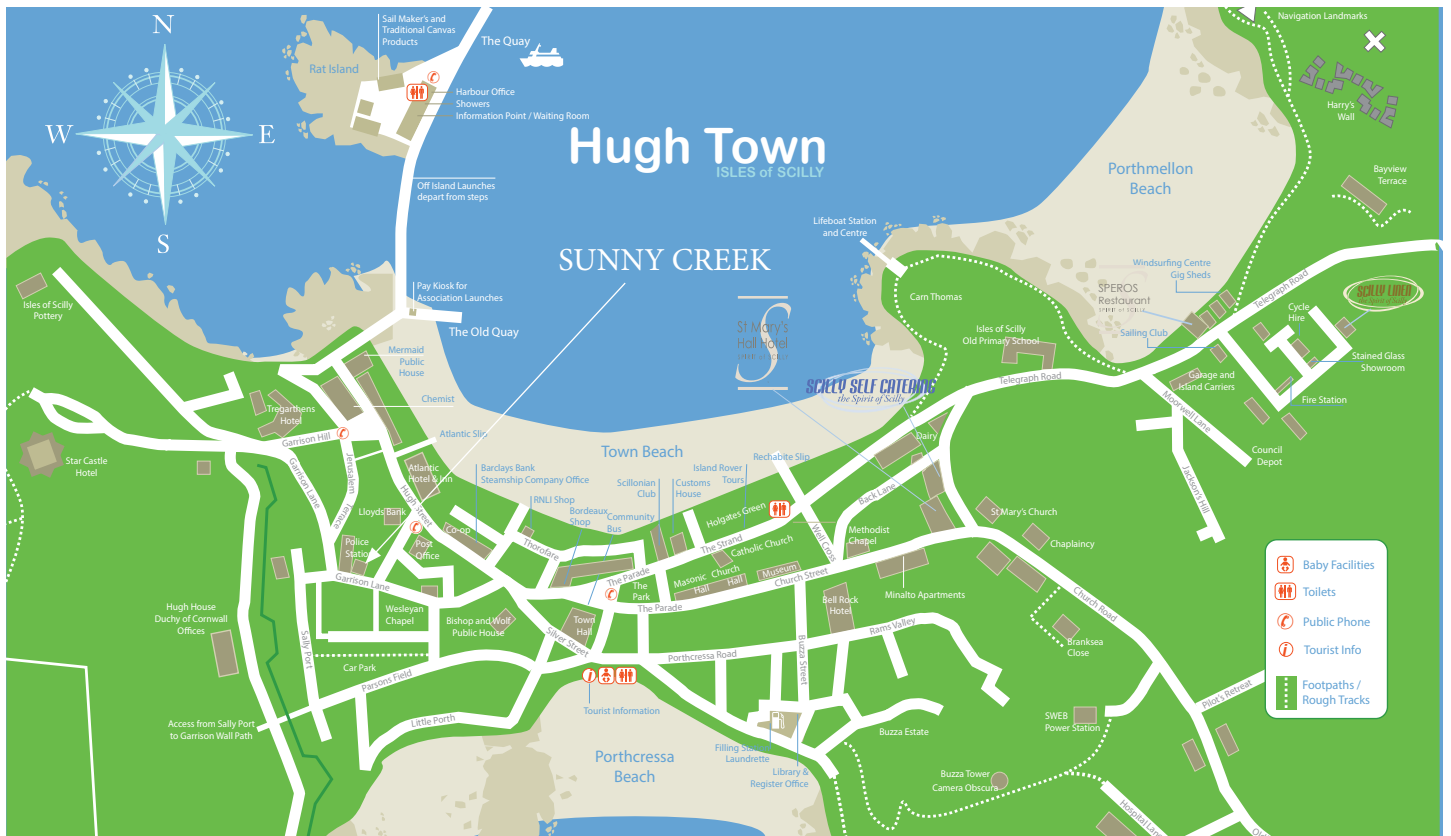 N
W
E
S
Sail Maker's and
Traditional Canvas
Products
The Quay
Rat Island
Harbour Office
Showers
Information Point / Waiting Room
Hugh Town
ISLES of SCILLY
Off Island Launches
depart from steps
SUNNY CREEK
Pay Kiosk for
Association Launches
The Old Quay
Lifeboat Station
and Centre
Carn Thomas
Porthmellon
Beach
Navigation Landmarks
Harry's
Wall
Bayview
Terrace
Windsurfing Centre
Gig Sheds
SPEROS
Restaurant
SPIRIT of SCILLY
Sailing Club
Telegraph Road
SCILLY LINEN
the Spirit of Scilly
Cycle
Hire
Stained Glass
Showroom
Fire Station
Garage and
Island Carriers
Moorwell Lane
Council
Depot
Jackson's Hill
Isles of Scilly
Old Primary School
Telegraph Road
St Mary's
Hall Hotel
SPIRIT of SCILLY
S
SCILLY SELF CATERING
the Spirit of Scilly
Isles of Scilly
Pottery
Mermaid
Public
House
Chemist
Tregarthens
Hotel
Garrison Hill
Star Castle
Hotel
Atlantic Slip
Atlantic
Hotel & Inn
Garrison Lane
Jerusalem
Terrace
Hugh Street
Lloyds Bank
Police
Station
Post
Office
Co-op
Barclays Bank
Steamship Company Office
RNLI Shop
Bordeaux
Shop
Community
Bus
Town Beach
Scillonian
Club
Customs
House
Island Rover
Tours
Rechabite Slip
Dairy
Back Lane
Holgates Green
The Strand
Thorofare
The Parade
Catholic Church
Masonic
Hall
Church
Hall
Museum
Church Street
Well Cross
Methodist
Chapel
St Mary's Church
Chaplaincy
Garrison Lane
Wesleyan
Chapel
Bishop and Wolf
Public House
The
Park
The Parade
Town
Hall
Silver Street
Bell Rock
Hotel
Minalto Apartments
Rams Valley
Church Road
Branksea
Close
Hugh House
Duchy of Cornwall
Offices
Sally Port
Car Park
Parsons Field
Porthcressa Road
Buzza Street
Access from Sally Port
to Garrison Wall Path
Little Porth
Tourist Information
Porthcressa
Beach
Filling Station
Laundrette
Library &
Register Office
Buzza Estate
SWEB
Power Station
Pilot's Retreat
Buzza Tower
Camera Obscura
Hospital Lane
Baby Facilities
Toilets
Public Phone
Tourist Info
Footpaths /
Rough Tracks